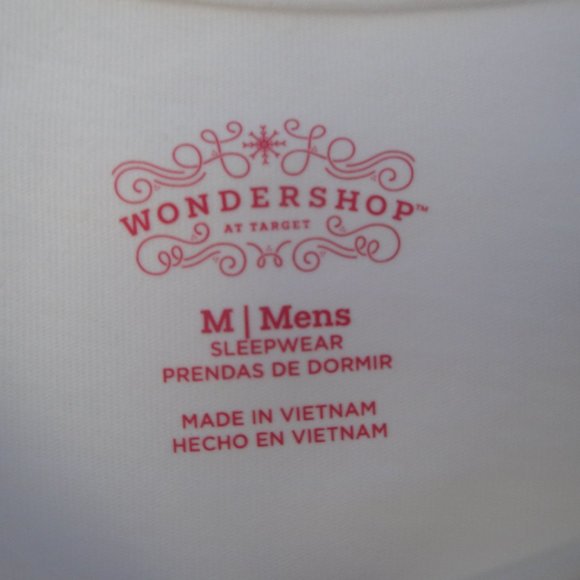 WONDERSHOP™
AT TARGET
M | Mens
SLEEPWEAR
PRENDAS DE DORMIR
MADE IN VIETNAM
HECHO EN VIETNAM